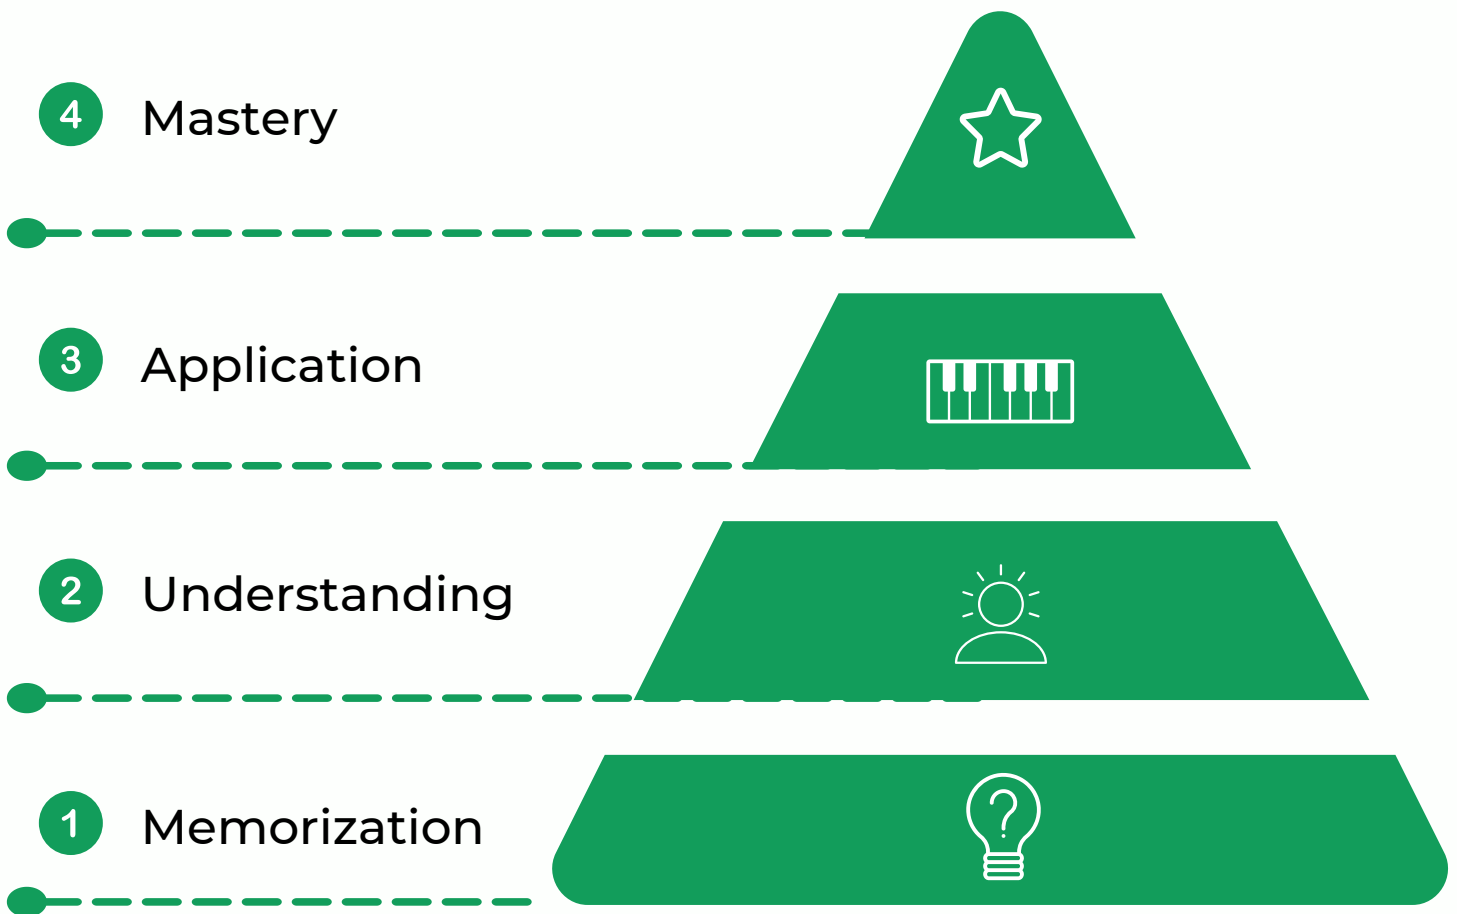 4 Mastery
3 Application
2 Understanding
1 Memorization
?